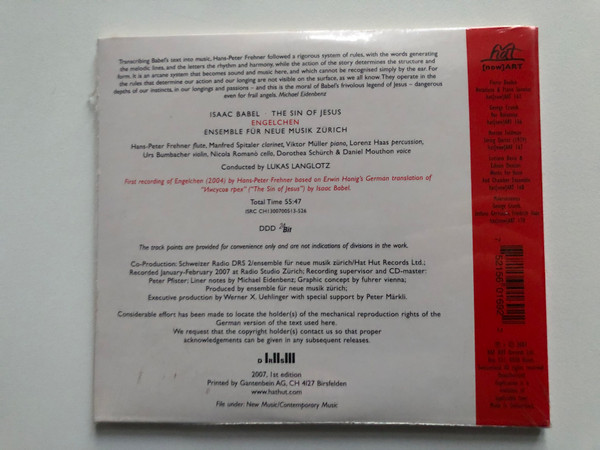 Transcribing Babel's text into music, Hans-Peter Frehner followed a rigorous system of rules, with the words generating
the melodic lines, and the letters the rhythm and harmony, while the action of the story determines the structure and
form. It is an arcane system that becomes sound and music here, and which cannot be recognised simply by the ear. For
the rules that determine our action and our longing are not visible on the surface, as we all know. They operate in the
depths of our instincts, in our longings and passions – and this is the moral of Babel's frivolous legend of Jesus – dangerous
even for frail angels. Michael Eidenbenz
ISAAC BABEL THE SIN OF JESUS
ENGELCHEN
ENSEMBLE FÜR NEUE MUSIK ZÜRICH
Hans-Peter Frehner flute, Manfred Spitaler clarinet, Viktor Müller piano, Lorenz Haas percussion,
Urs Bumbacher violin, Nicola Romanò cello, Dorothea Schürch & Daniel Mouthon voice
Conducted by LUKAS LANGLOTZ
First recording of Engelchen (2004) by Hans-Peter Frehner based on Erwin Honig's German translation of
"Иисусов грех" ("The Sin of Jesus") by Isaac Babel.
Total Time 55:47
ISRC CH1300700513-526
DDD 24 Bit
The track points are provided for convenience only and are not indications of divisions in the work.
Co-Production: Schweizer Radio DRS 2/ensemble für neue musik zürich/Hat Hut Records Ltd.;
Recorded January-February 2007 at Radio Studio Zürich; Recording supervisor and CD-master:
Peter Pfister; Liner notes by Michael Eidenbenz; Graphic concept by fuhrer vienna;
Produced by ensemble für neue musik zürich;
Executive production by Werner X. Uehlinger with special support by Peter Märkli.
Considerable effort has been made to locate the holder(s) of the mechanical reproduction rights of the
German version of the text used here.
We request that the copyright holder(s) contact us so that proper
acknowledgements can be given in any subsequent releases.
2007, 1st edition
Printed by Gantenbein AG, CH 4127 Birsfelden
www.hathut.com
File under: New Music/Contemporary Music
hat
[now]ART